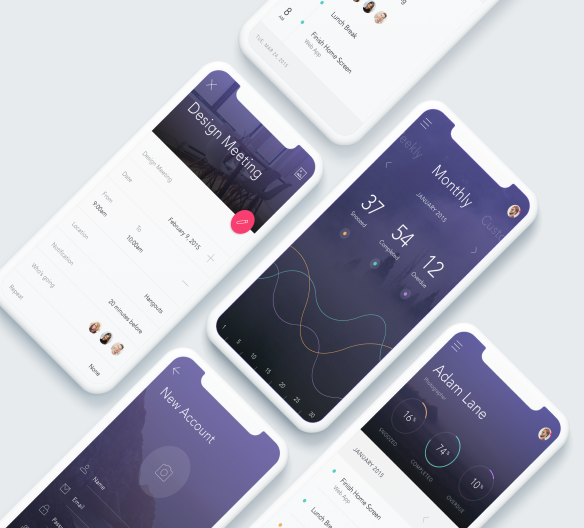 8
AM
Lunch Break
Finish Home Screen
Web App
TUE, MAR 24, 2015
Design Meeting
Design Meeting
Date
February 9, 2015
From
9:00am
To
10:00am
Location
Hangouts
Notification
20 minutes before
Who's going
Repeat
None
Monthly
JANUARY 2015
37
Snoozed
54
Completed
12
Overdue
1 5 10 15 20 25 30
New Account
Name
Email
Adam Lane
Photographer
16%
SNOOZED
74%
COMPLETED
10%
OVERDUE
JANUARY 2015
Finish Home Screen
Web App